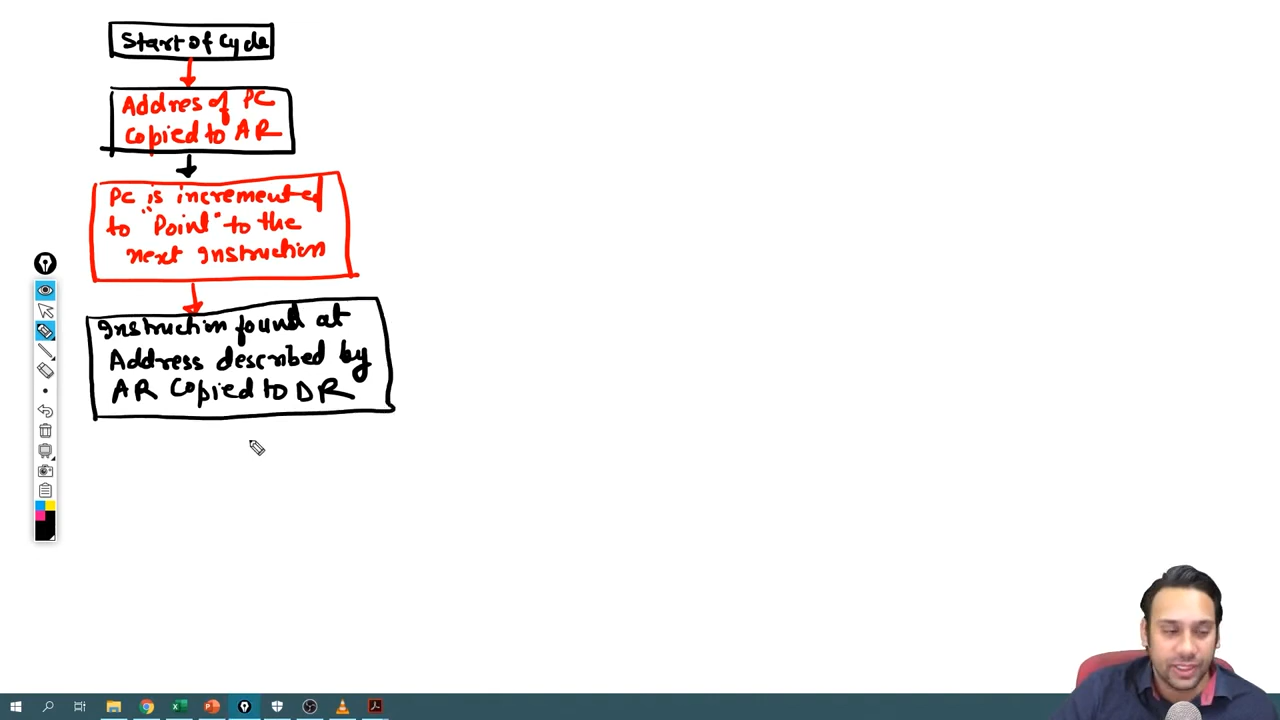 Start of Cycle
Addres of PC
Copied to AR
PC is incremented
to "Point" to the
next Instruction
Instruction found at
Address described by
AR Copied to DR